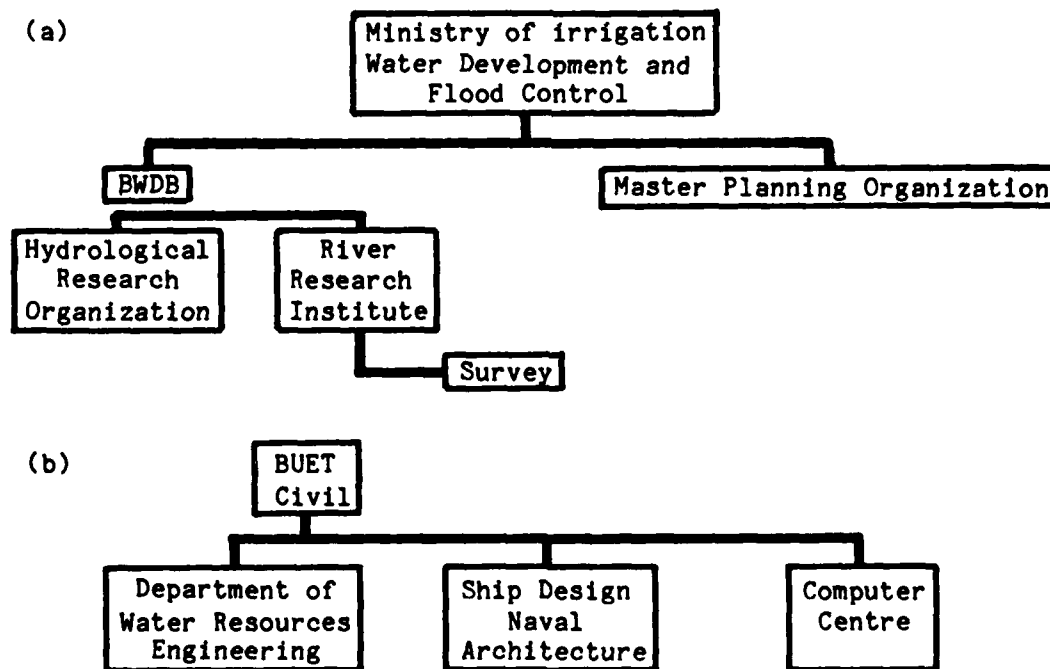 (a)
Ministry of irrigation
Water Development and
Flood Control
BWDB
Master Planning Organization
Hydrological
Research
Organization
River
Research
Institute
Survey
(b)
BUET
Civil
Department of
Water Resources
Engineering
Ship Design
Naval
Architecture
Computer
Centre